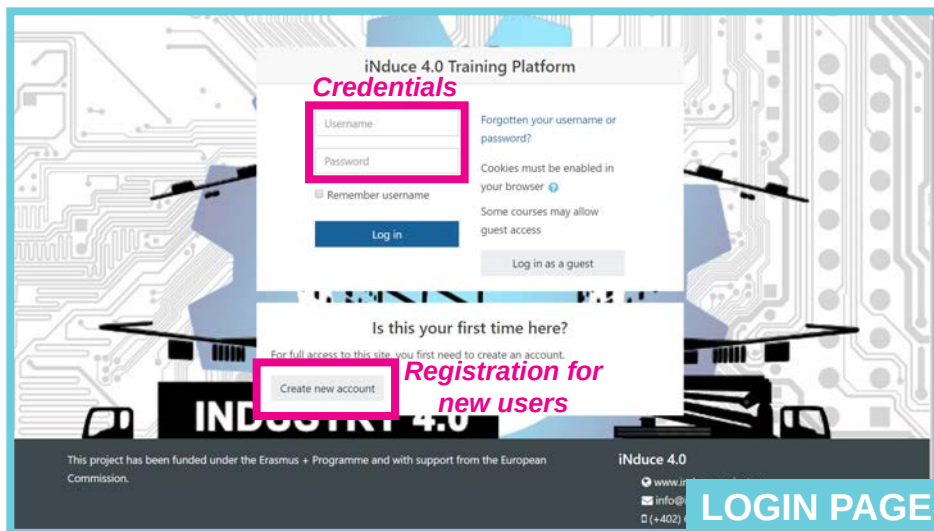 iNduce 4.0 Training Platform
Credentials
Username
Password
Remember username
Log in
Forgotten your username or
password?
Cookies must be enabled in
your browser
Some courses may allow
guest access
Log in as a guest
Is this your first time here?
For full access to this site, you first need to create an account.
Create new account
Registration for
new users
INDUSTRY 4.0
This project has been funded under the Erasmus + Programme and with support from the European
Commission.
iNduce 4.0
(+402)
LOGIN PAGE